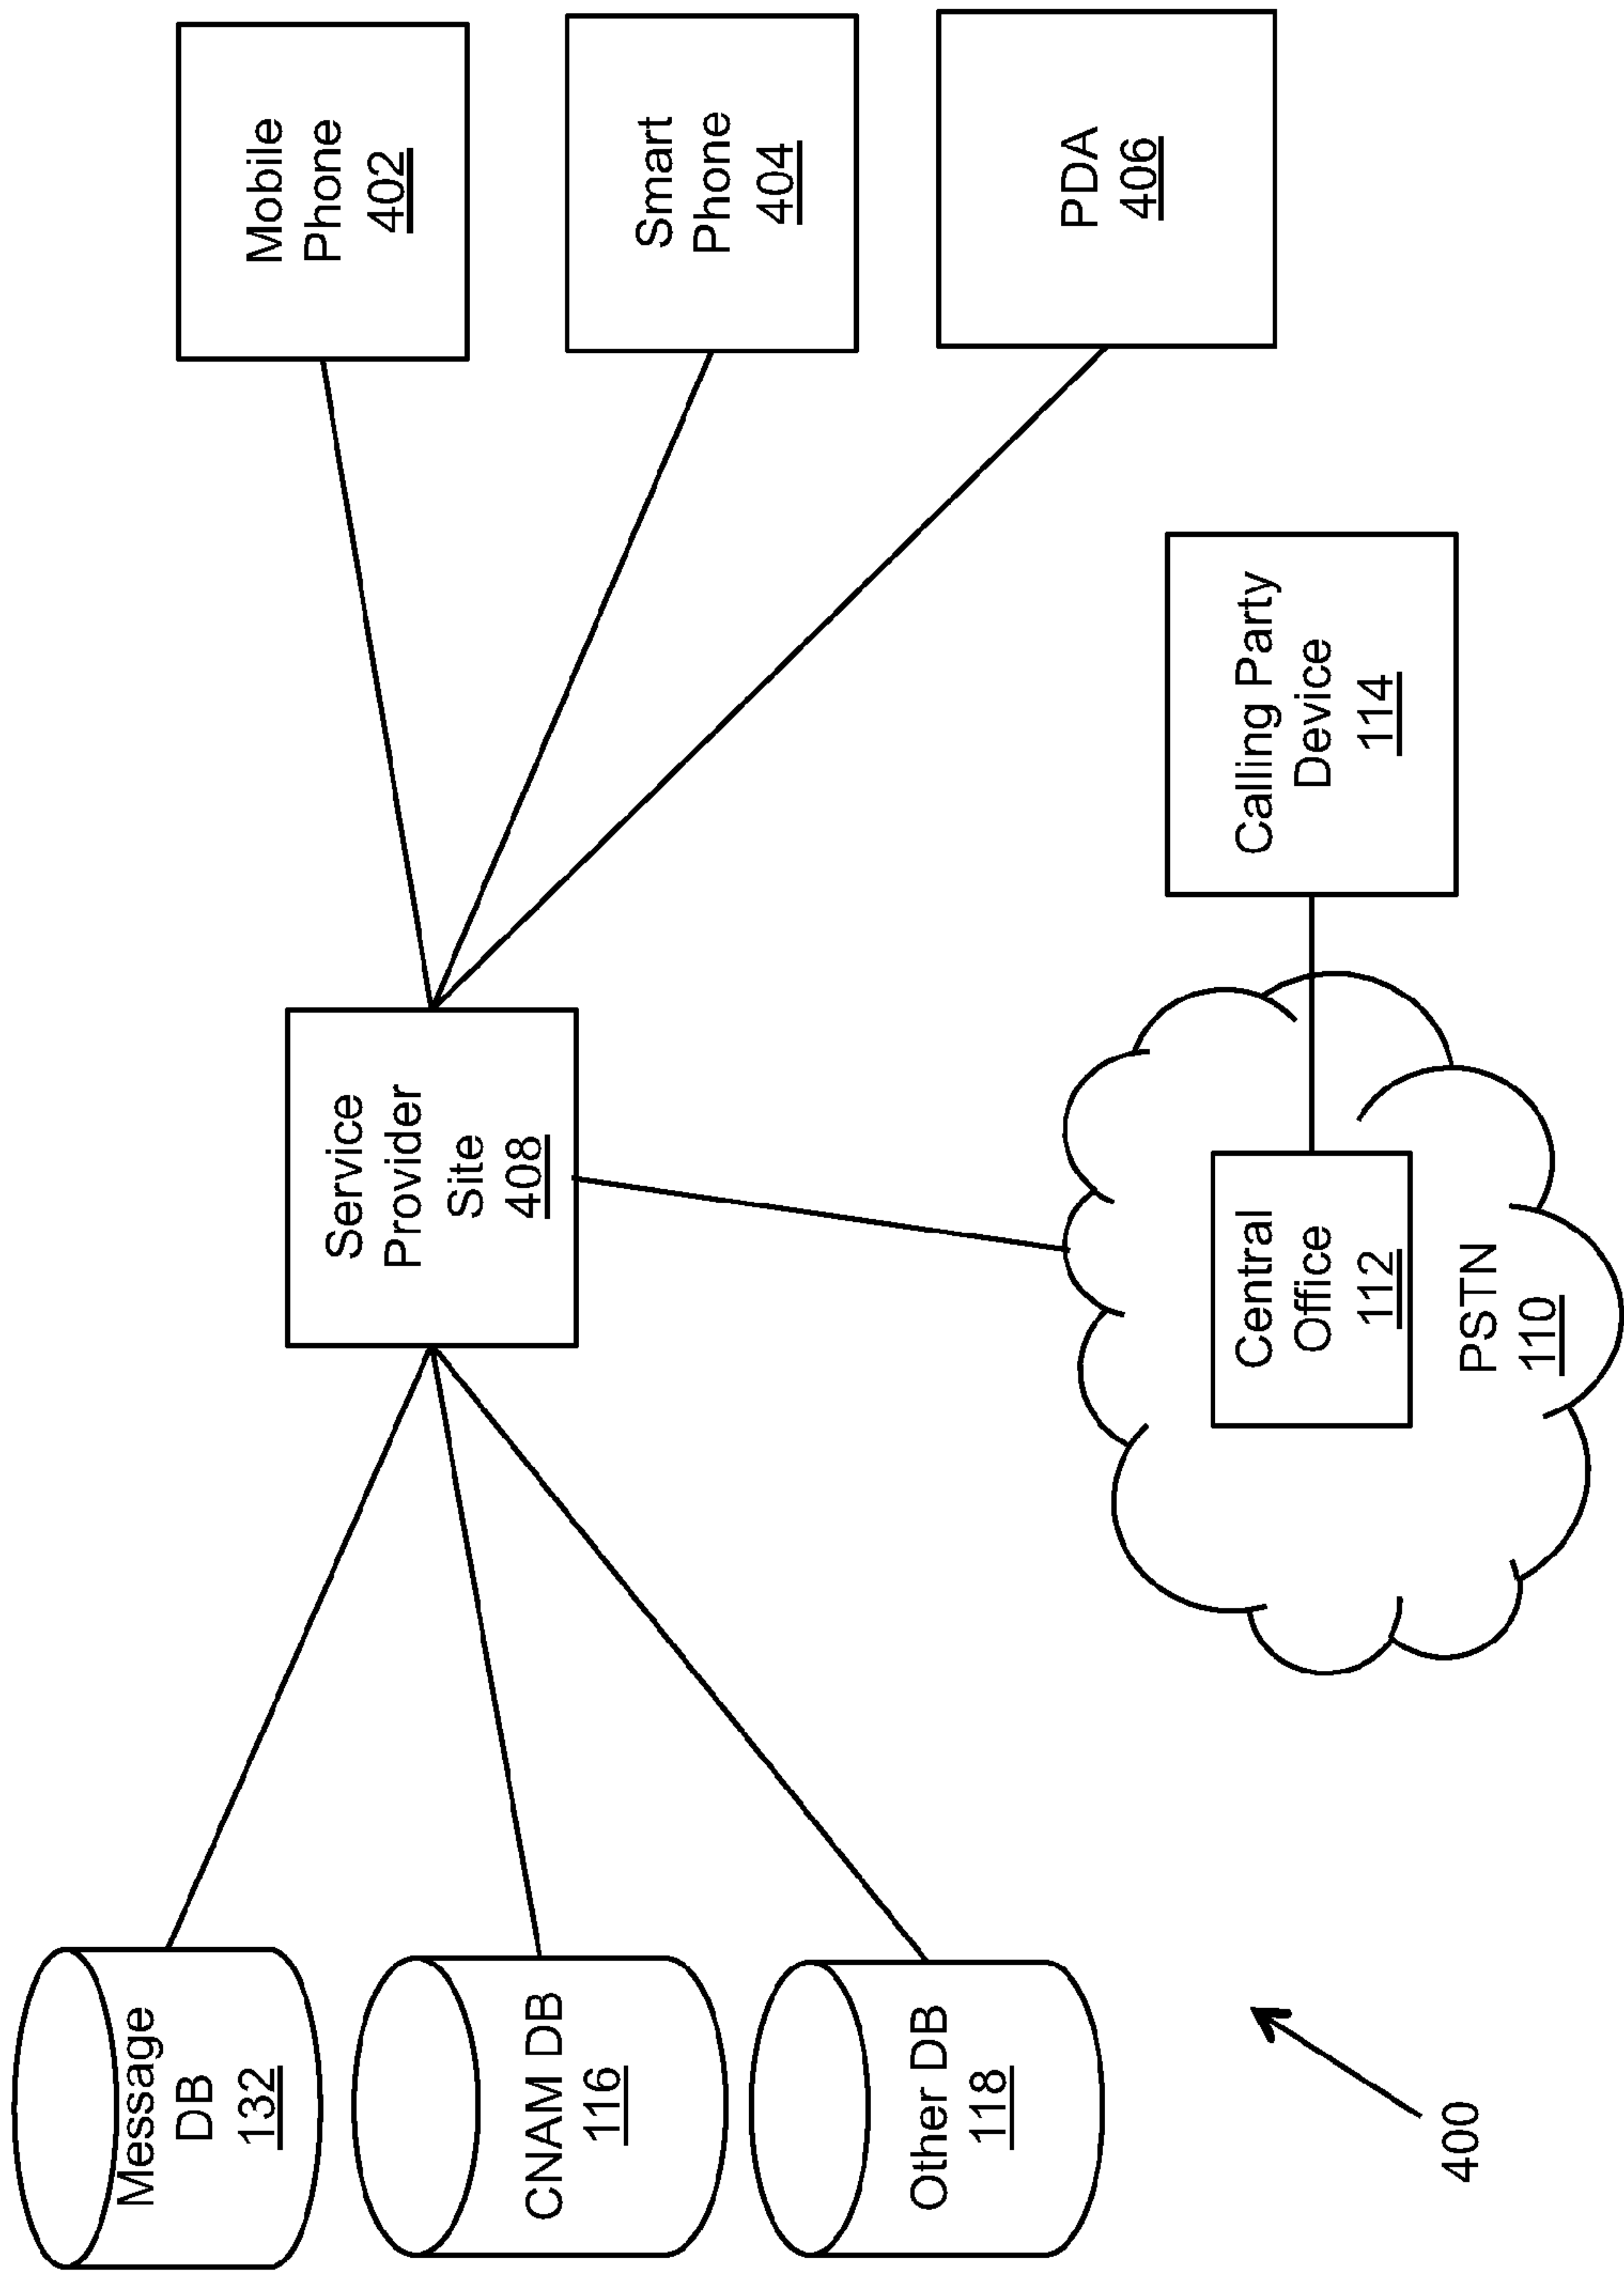 Message
DB
132
CNAM DB
116
Other DB
118
400
Service
Provider
Site
408
Central
Office
112
PSTN
110
Calling Party
Device
114
Mobile
Phone
402
Smart
Phone
404
PDA
406